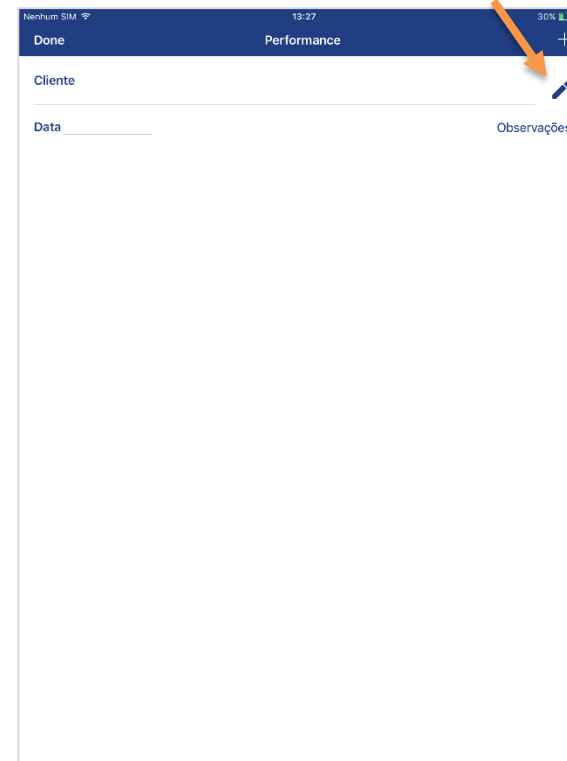 Nenhum SIM 13:27 30%
Done Performance +
Cliente
Data Observações